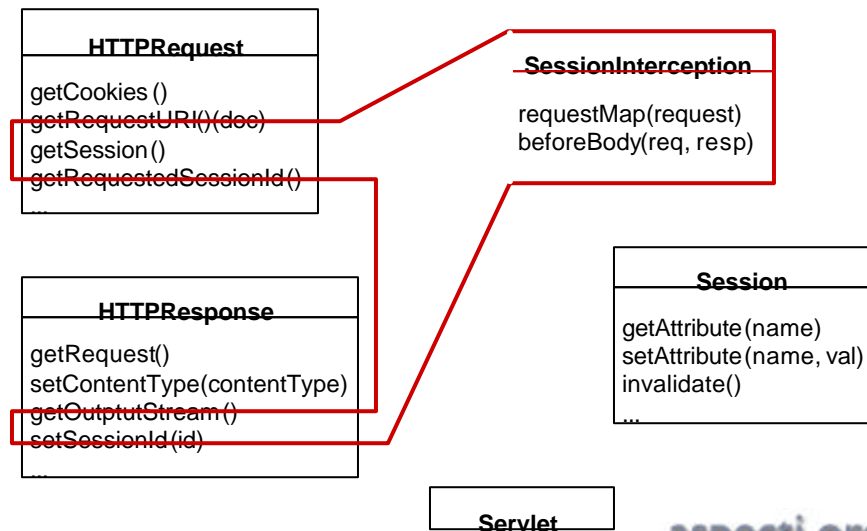 HTTPRequest
getCookies ()
getRequestURI()(doc)
getSession ()
getRequestedSessionId()
...
SessionInterception
requestMap(request)
beforeBody(req, resp)
HTTPResponse
getRequest()
setContentType(contentType)
getOutptutStream()
setSessionId(id)
...
Session
getAttribute(name)
setAttribute(name, val)
invalidate()
...
Servlet